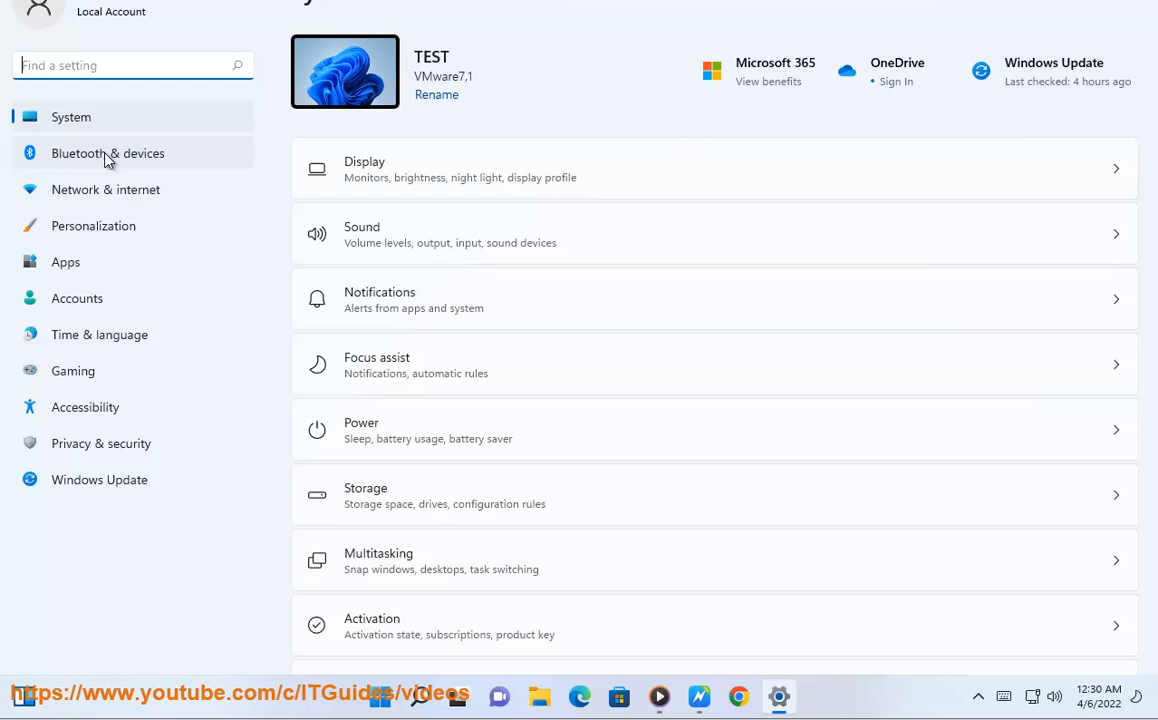 Local Account
Find a setting
System
Bluetooth & devices
Network & internet
Personalization
Apps
Accounts
Time & language
Gaming
Accessibility
Privacy & security
Windows Update
TEST
VMware7,1
Rename
Microsoft 365
View benefits
OneDrive
• Sign In
Windows Update
Last checked: 4 hours ago
Display
Monitors, brightness, night light, display profile
Sound
Volume levels, output, input, sound devices
Notifications
Alerts from apps and system
Focus assist
Notifications, automatic rules
Power
Sleep, battery usage, battery saver
Storage
Storage space, drives, configuration rules
Multitasking
Snap windows, desktops, task switching
Activation
Activation state, subscriptions, product key
https://www.youtube.com/c/ITGuides/videos
12:30 AM
4/6/2022